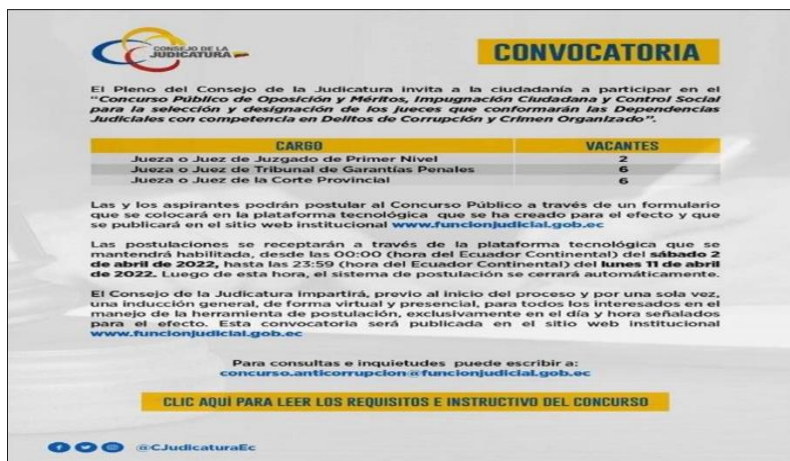 CONSEJO DE LA
JUDICATURA
CONVOCATORIA
El Pleno del Consejo de la Judicatura invita a la ciudadanía a participar en el
"Concurso Público de Oposición y Méritos, Impugnación Ciudadana y Control Social
para la selección y designación de los jueces que conformarán las Dependencias
Judiciales con competencia en Delitos de Corrupción y Crimen Organizado".
CARGO VACANTES
Jueza o Juez de Juzgado de Primer Nivel 2
Jueza o Juez de Tribunal de Garantías Penales 6
Jueza o Juez de la Corte Provincial 6
Las y los aspirantes podrán postular al Concurso Público a través de un formulario
que se colocará en la plataforma tecnológica que se ha creado para el efecto y que
se publicará en el sitio web institucional www.funcionjudicial.gob.ec
Las postulaciones se receptarán a través de la plataforma tecnológica que se
mantendrá habilitada, desde las 00:00 (hora del Ecuador Continental) del sábado 2
de abril de 2022, hasta las 23:59 (hora del Ecuador Continental) del lunes 11 de abril
de 2022. Luego de esta hora, el sistema de postulación se cerrará automáticamente.
El Consejo de la Judicatura impartirá, previo al inicio del proceso y por una sola vez,
una inducción general, de forma virtual y presencial, para todos los interesados en el
manejo de la herramienta de postulación, exclusivamente en el día y hora señalados
para el efecto. Esta convocatoria será publicada en el sitio web institucional
www.funcionjudicial.gob.ec
Para consultas e inquietudes puede escribir a:
concurso.anticorrupcion@funcionjudicial.gob.ec
CLIC AQUÍ PARA LEER LOS REQUISITOS E INSTRUCTIVO DEL CONCURSO
@CJudicaturaEc